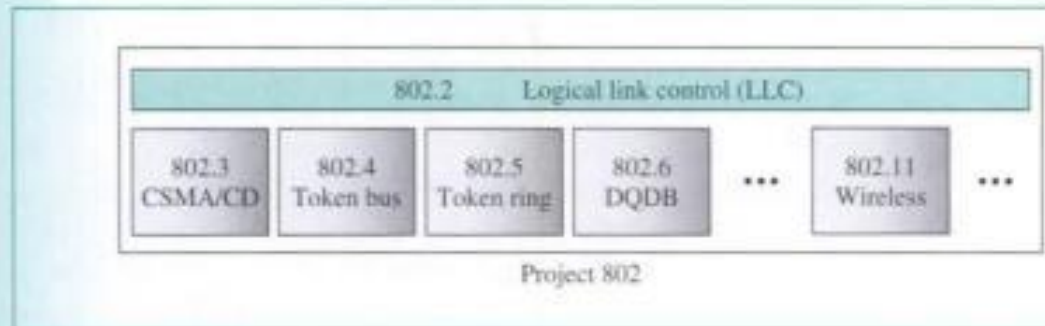 802.2 Logical link control (LLC)
802.3 802.4 802.5 802.6 ••• 802.11 •••
CSMA/CD Token bus Token ring DQDB Wireless
Project 802